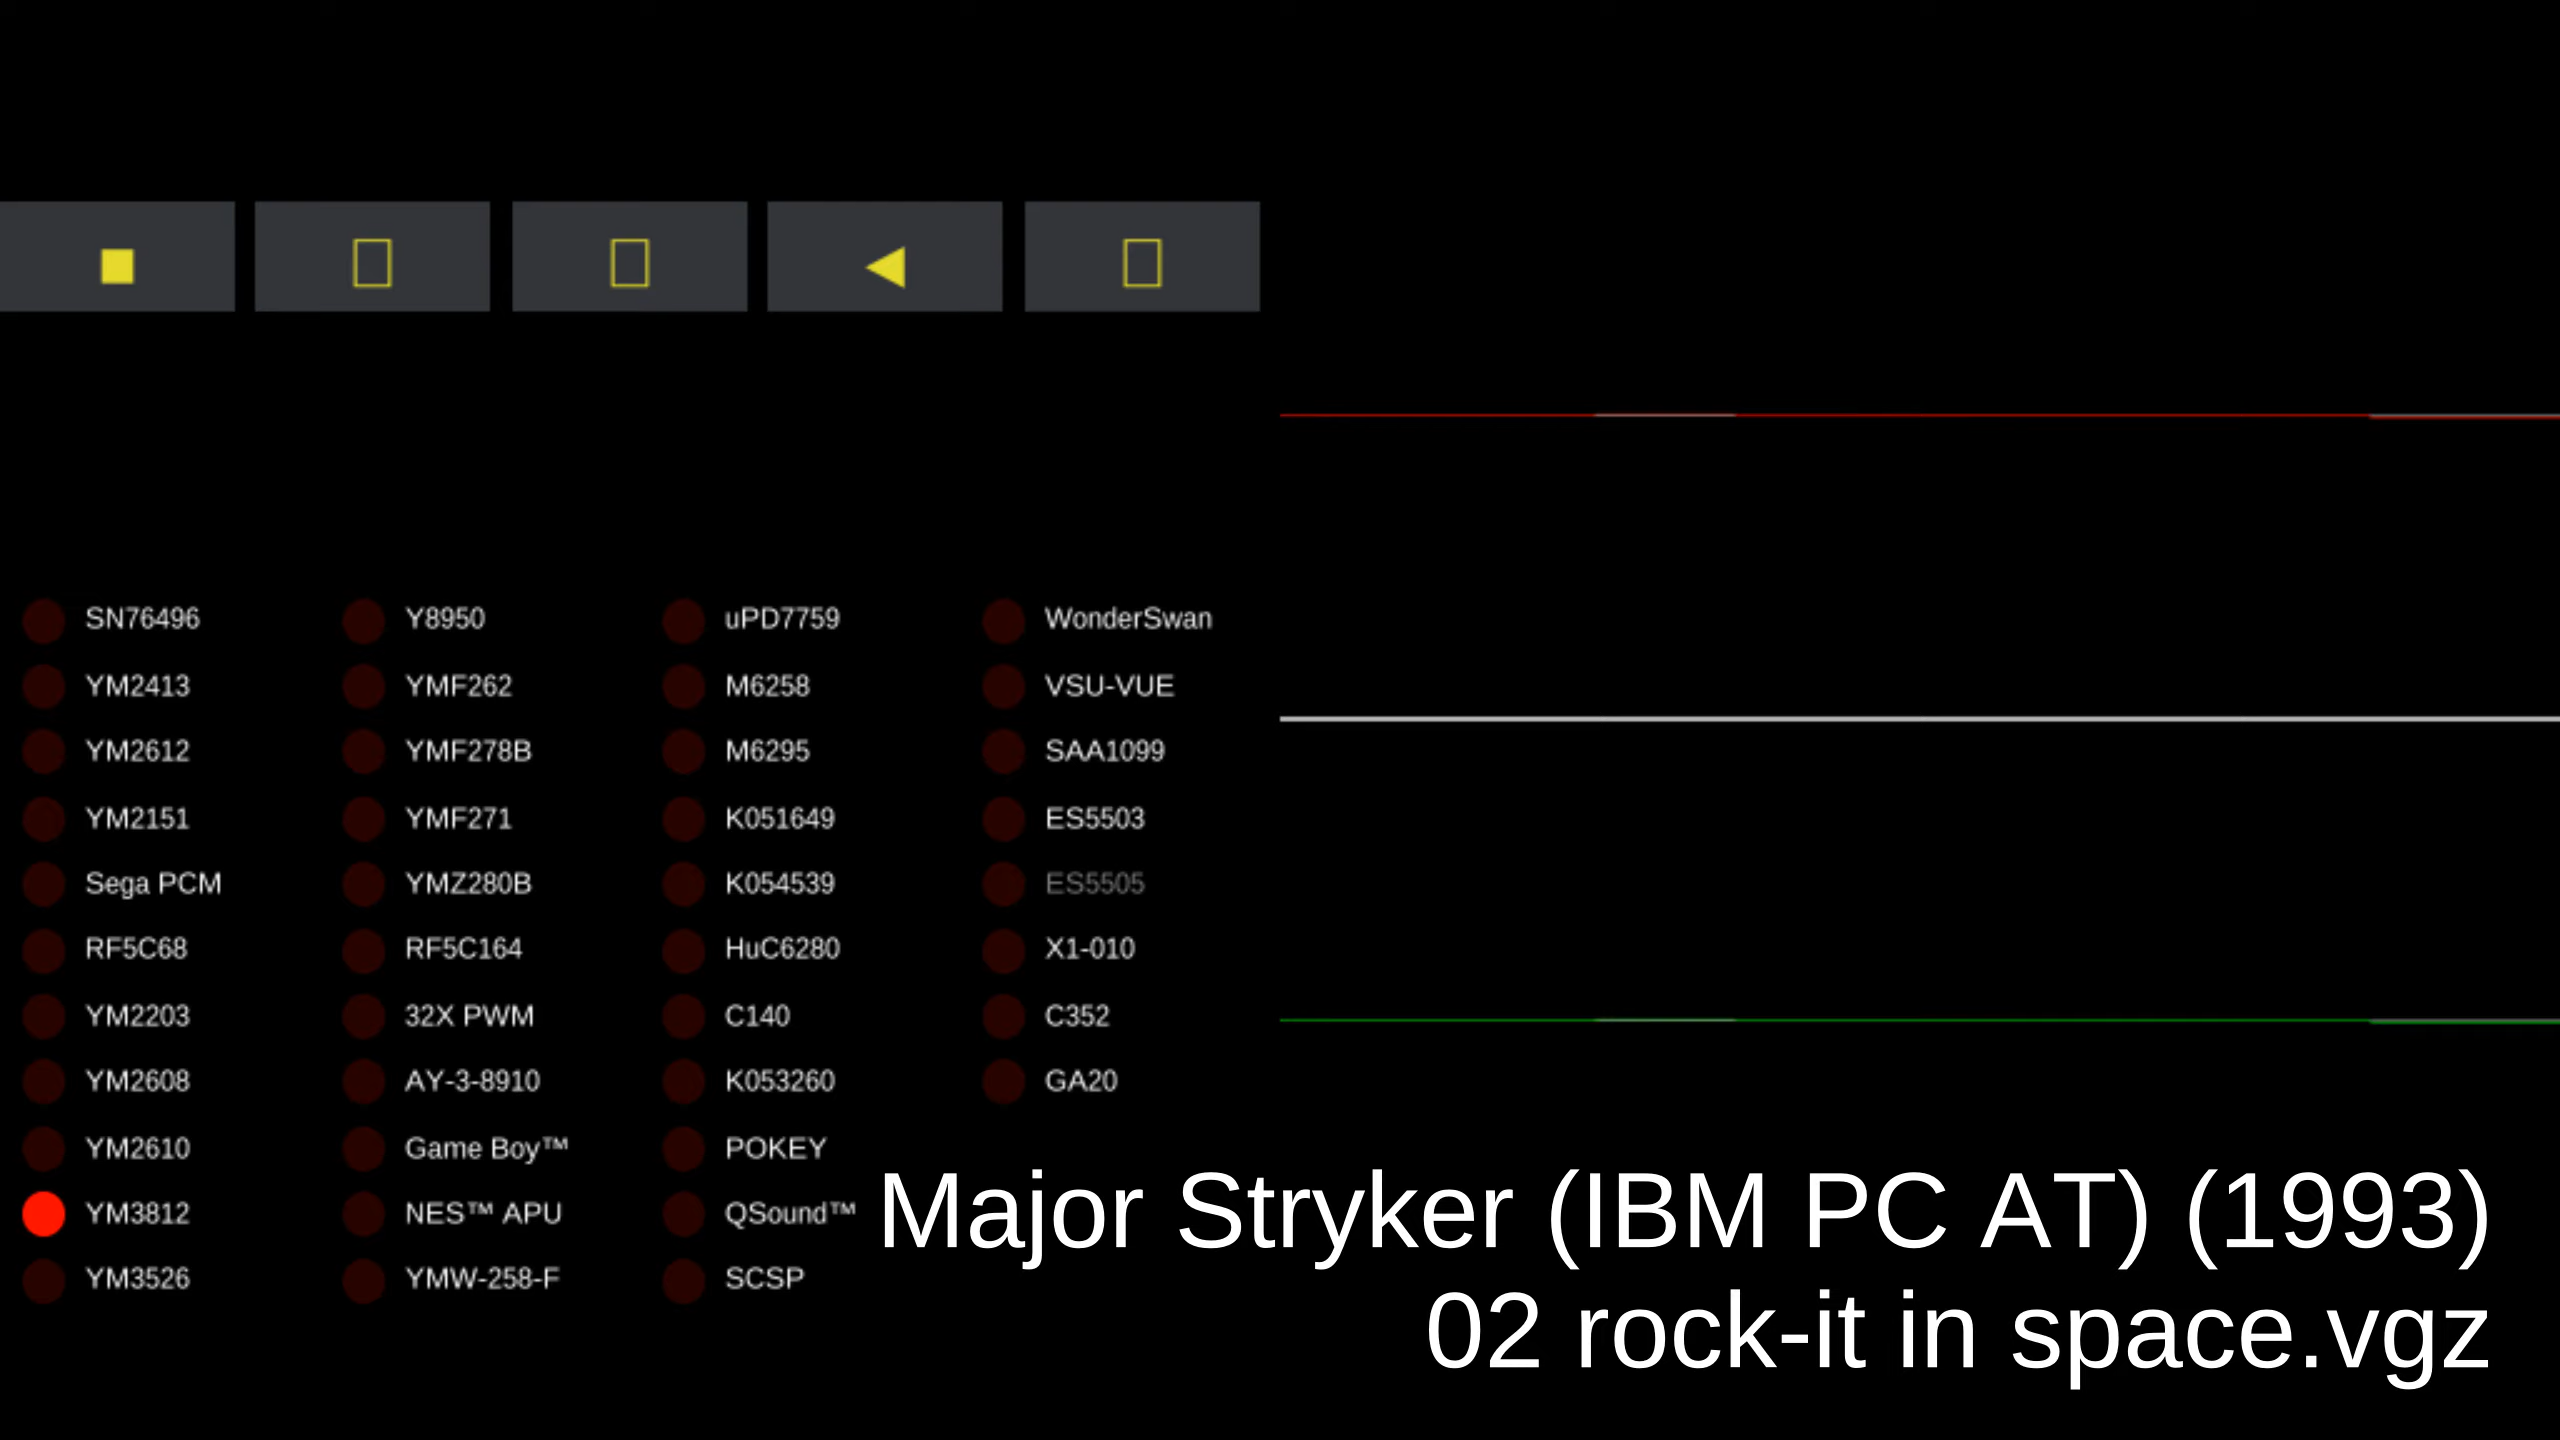 SN76496
YM2413
YM2612
YM2151
Sega PCM
RF5C68
YM2203
YM2608
YM2610
YM3812
YM3526
Y8950
YMF262
YMF278B
YMF271
YMZ280B
RF5C164
32X PWM
AY-3-8910
Game Boy™
NES™ APU
YMW-258-F
uPD7759
M6258
M6295
K051649
K054539
HuC6280
C140
K053260
POKEY
QSound™
SCSP
WonderSwan
VSU-VUE
SAA1099
ES5503
ES5505
X1-010
C352
GA20
Major Stryker (IBM PC AT) (1993)
02 rock-it in space.vgz